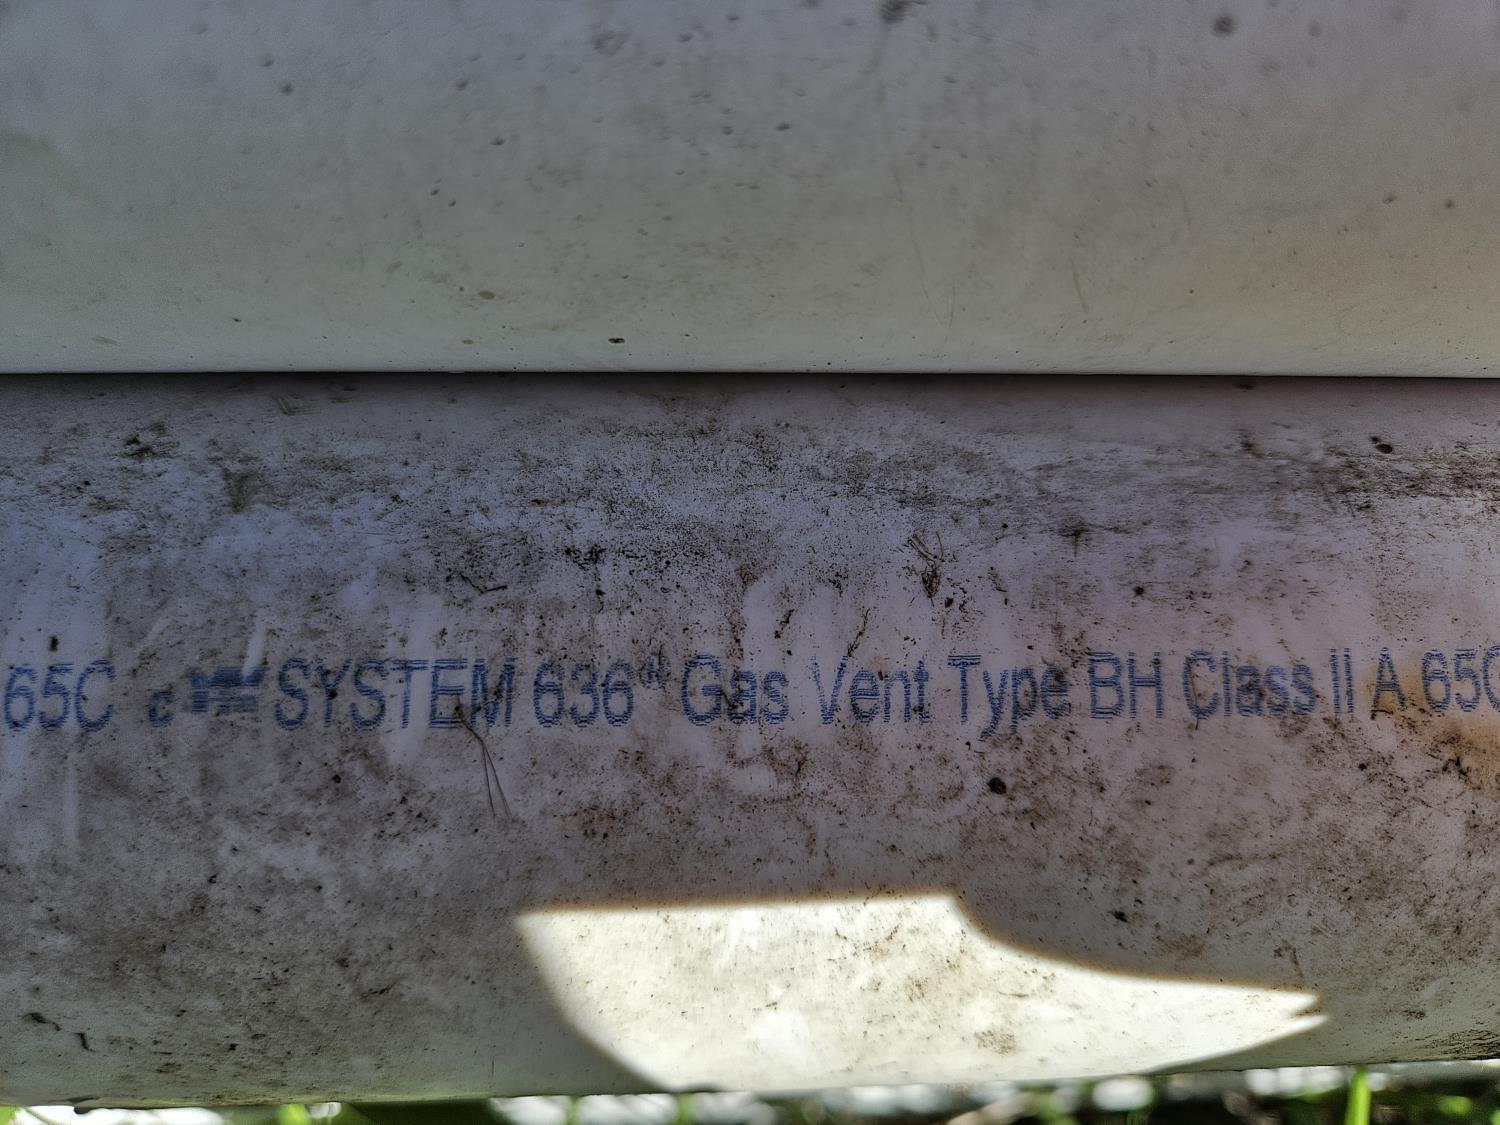 65C SYSTEM 636® Gas Vent Type BH Class II A 65C